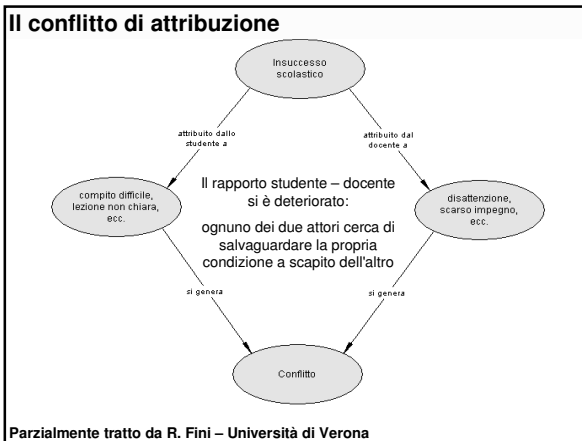 Il conflitto di attribuzione
Insuccesso
scolastico
attribuito dallo
studente a
attribuito dal
docente a
compito difficile,
lezione non chiara,
ecc.
Il rapporto studente – docente
si è deteriorato:
ognuno dei due attori cerca di
salvaguardare la propria
condizione a scapito dell'altro
disattenzione,
scarso impegno,
ecc.
si genera
si genera
Conflitto
Parzialmente tratto da R. Fini – Università di Verona